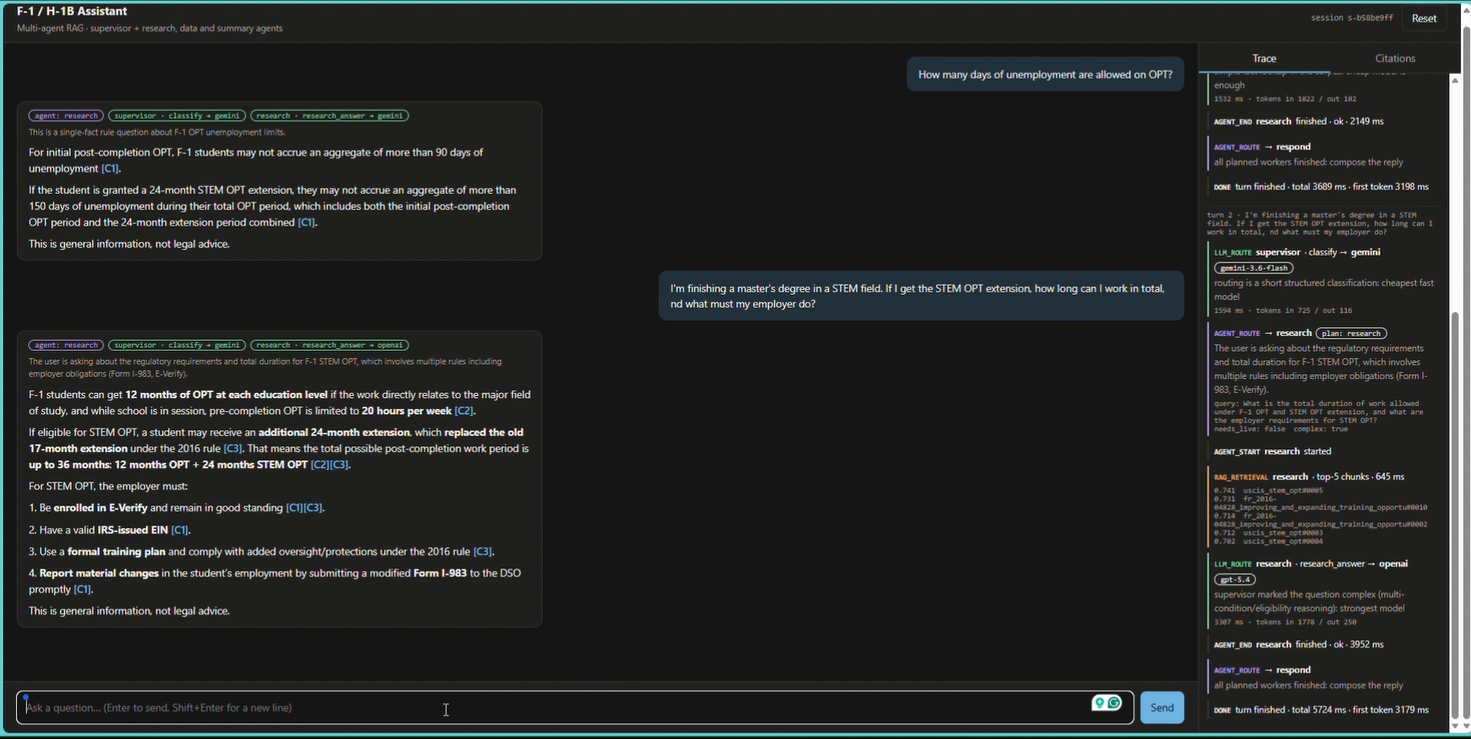 F-1 / H-1B Assistant
Multi-agent RAG · supervisor + research, data and summary agents
session s-b58be9ff
Reset
How many days of unemployment are allowed on OPT?
agent: research
supervisor · classify → gemini
research · research_answer → gemini
This is a single-fact rule question about F-1 OPT unemployment limits.
For initial post-completion OPT, F-1 students may not accrue an aggregate of more than 90 days of
unemployment [C1].
If the student is granted a 24-month STEM OPT extension, they may not accrue an aggregate of more than
150 days of unemployment during their total OPT period, which includes both the initial post-completion
OPT period and the 24-month extension period combined [C1].
This is general information, not legal advice.
I'm finishing a master's degree in a STEM field. If I get the STEM OPT extension, how long can I work in total,
nd what must my employer do?
agent: research
supervisor · classify → gemini
research · research_answer → openai
The user is asking about the regulatory requirements and total duration for F-1 STEM OPT, which involves multiple rules including
employer obligations (Form I-983, E-Verify).
F-1 students can get 12 months of OPT at each education level if the work directly relates to the major field
of study, and while school is in session, pre-completion OPT is limited to 20 hours per week [C2].
If eligible for STEM OPT, a student may receive an additional 24-month extension, which replaced the old
17-month extension under the 2016 rule [C3]. That means the total possible post-completion work period is
up to 36 months: 12 months OPT + 24 months STEM OPT [C2][C3].
For STEM OPT, the employer must:
1. Be enrolled in E-Verify and remain in good standing [C1][C3].
2. Have a valid IRS-issued EIN [C1].
3. Use a formal training plan and comply with added oversight/protections under the 2016 rule [C3].
4. Report material changes in the student's employment by submitting a modified Form I-983 to the DSO
promptly [C1].
This is general information, not legal advice.
Ask a question... (Enter to send. Shift+Enter for a new line)
Send
Trace
Citations
enough
1532 ms · tokens in 1822 / out 102
AGENT_END research finished · ok · 2149 ms
AGENT_ROUTE → respond
all planned workers finished: compose the reply
DONE turn finished · total 3689 ms · first token 3198 ms
turn 2 · I'm finishing a master's degree in a STEM
field. If I get the STEM OPT extension, how long can I
work in total, nd what must my employer do?
LLM_ROUTE supervisor · classify → gemini
gemini-3.6-flash
routing is a short structured classification: cheapest fast
model
1594 ms · tokens in 725 / out 116
AGENT_ROUTE → research plan: research
The user is asking about the regulatory requirements
and total duration for F-1 STEM OPT, which involves
multiple rules including employer obligations (Form I-
983, E-Verify).
query: What is the total duration of work allowed
under F-1 OPT and STEM OPT extension, and what are
the employer requirements for STEM OPT?
needs_live: false complex: true
AGENT_START research started
RAG_RETRIEVAL research · top-5 chunks · 645 ms
0.741 uscis_stem_opt#0005
0.731 fr_2016-
04828_improving_and_expanding_training_opportu#0010
0.714 fr_2016-
04828_improving_and_expanding_training_opportu#0002
0.712 uscis_stem_opt#0003
0.702 uscis_stem_opt#0004
LLM_ROUTE research · research_answer → openai
gpt-5.4
supervisor marked the question complex (multi-
condition/eligibility reasoning): strongest model
3307 ms · tokens in 1778 / out 250
AGENT_END research finished · ok · 3952 ms
AGENT_ROUTE → respond
all planned workers finished: compose the reply
DONE turn finished · total 5724 ms · first token 3179 ms